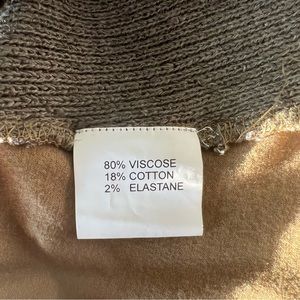 80% VISCOSE
18% COTTON
2% ELASTANE